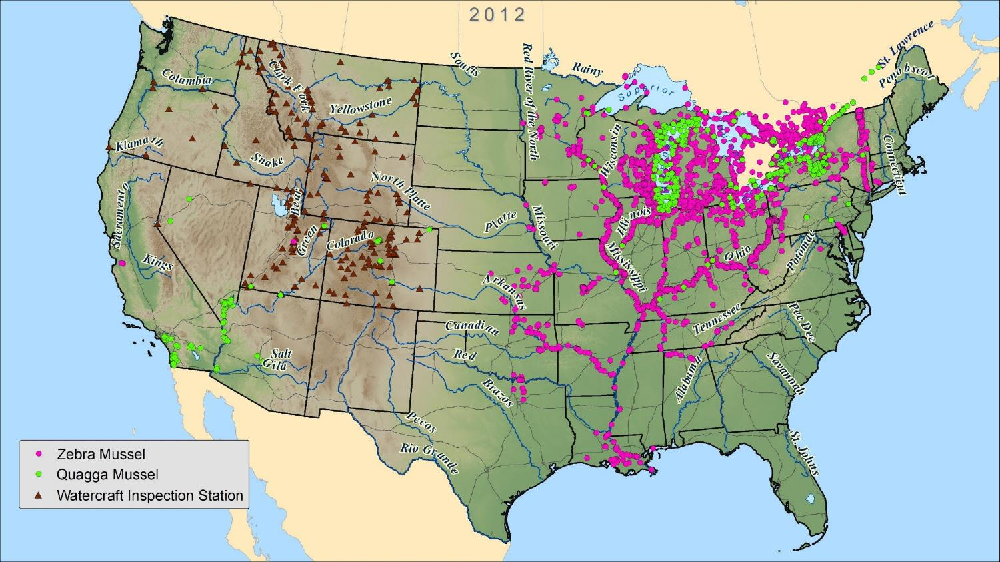 2012
St. Lawrence
Penobscot
Souris
Red River of the North
Rainy
Superior
Columbia
Clark Fork
Yellowstone
Klamath
Snake
Wisconsin
Connecticut
Sacramento
Bear
North Platte
Platte
Missouri
Illinois
Green
Colorado
Kings
Mississippi
Ohio
Potomac
Arkansas
Tennessee
Pee Dee
Canadian
Salt
Gila
Red
Brazos
Alabama
Savannah
Pecos
Rio Grande
St. Johns
Zebra Mussel
Quagga Mussel
Watercraft Inspection Station